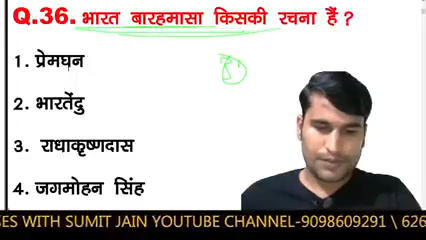 Q.36. भारत बारहमासा किसकी रचना हैं ?
1. प्रेमघन
2. भारतेंदु
3. राधाकृष्णदास
4. जगमोहन सिंह
SES WITH SUMIT JAIN YOUTUBE CHANNEL-9098609291 \ 626